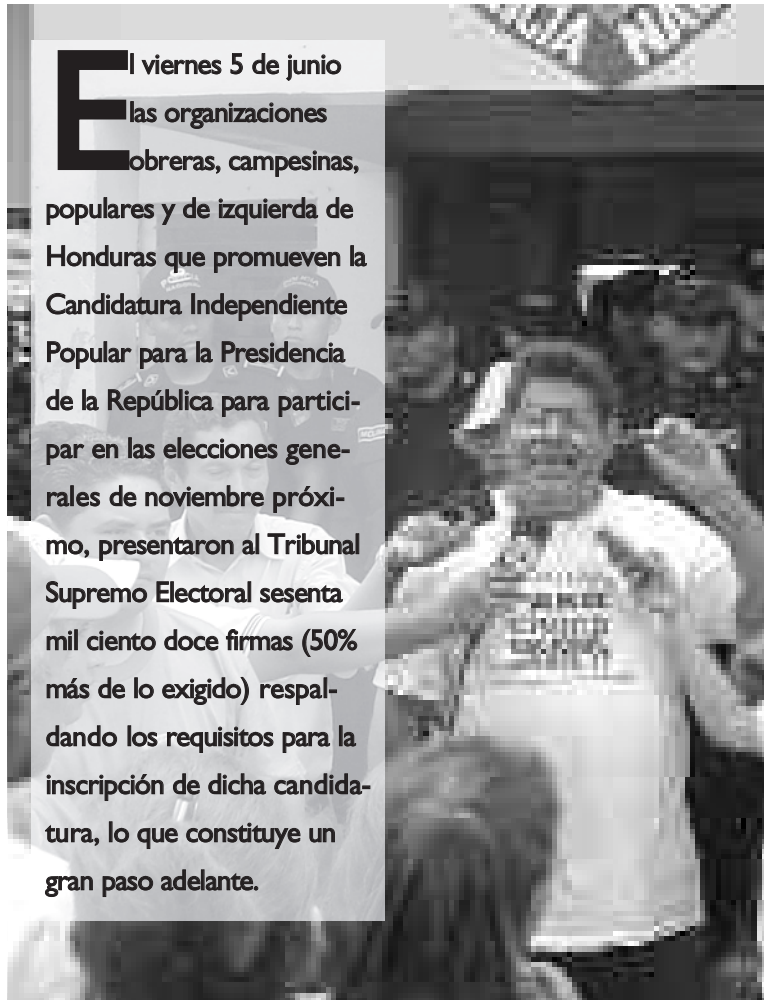 El viernes 5 de junio
las organizaciones
obreras, campesinas,
populares y de izquierda de
Honduras que promueven la
Candidatura Independiente
Popular para la Presidencia
de la República para partici-
par en las elecciones gene-
rales de noviembre próxi-
mo, presentaron al Tribunal
Supremo Electoral sesenta
mil ciento doce firmas (50%
más de lo exigido) respal-
dando los requisitos para la
inscripción de dicha candida-
tura, lo que constituye un
gran paso adelante.